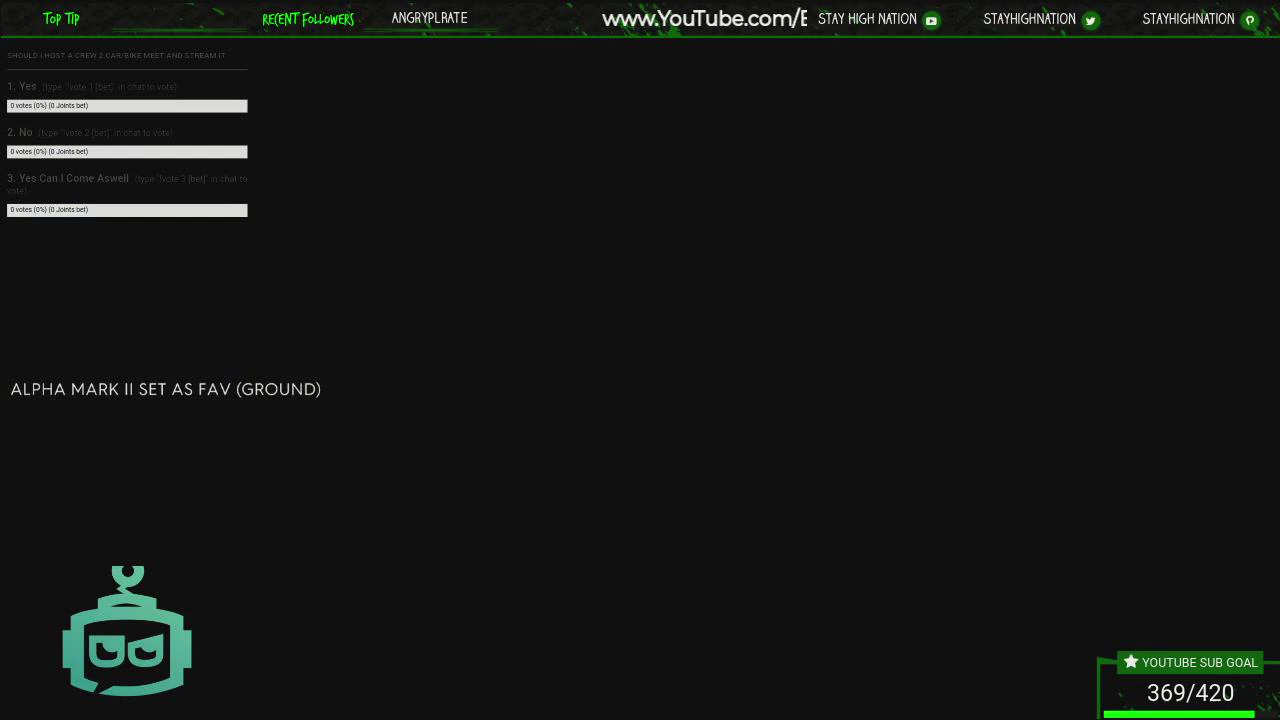 TOP TIP
RECENT FOLLOWERS
ANGRYPLRATE
www.YouTube.com/E
STAY HIGH NATION
STAYHIGHNATION
STAYHIGHNATION
SHOULD I HOST A CREW 2 CAR/BIKE MEET AND STREAM IT
1. Yes (type "!vote 1 [bet]" in chat to vote)
0 votes (0%) (0 Joints bet)
2. No (type "!vote 2 [bet]" in chat to vote)
0 votes (0%) (0 Joints bet)
3. Yes Can I Come Aswell (type "!vote 3 [bet]" in chat to
vote)
0 votes (0%) (0 Joints bet)
ALPHA MARK II SET AS FAV (GROUND)
YOUTUBE SUB GOAL
369/420